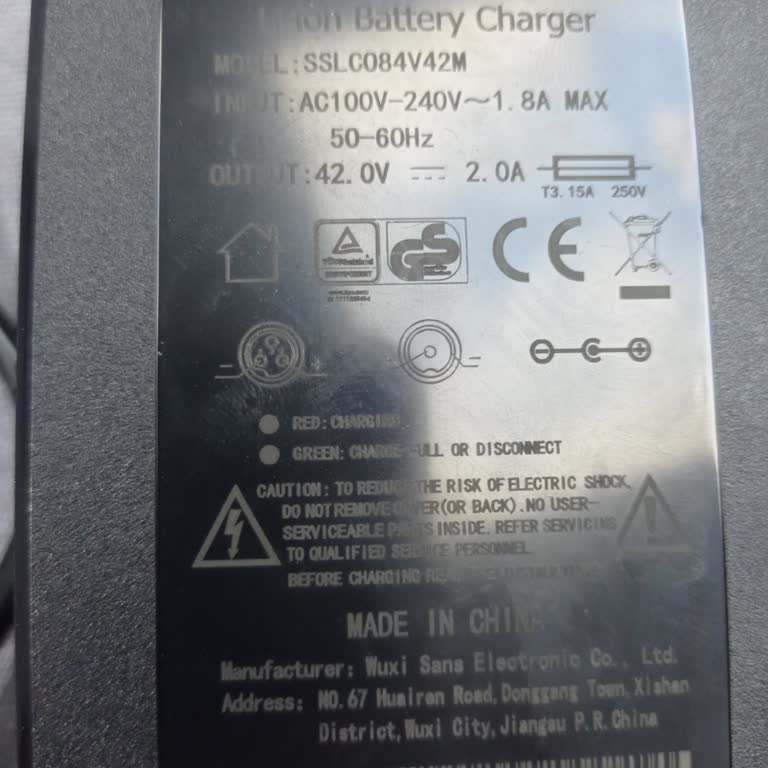 Li-ion Battery Charger
MODEL:SSLC084V42M
INPUT:AC100V-240V~1.8A MAX
50-60Hz
OUTPUT:42.0V ⎓ 2.0A
T3.15A 250V
GS
CE
RED:CHARGING
GREEN:CHARGE FULL OR DISCONNECT
CAUTION: TO REDUCE THE RISK OF ELECTRIC SHOCK,
DO NOT REMOVE COVER(OR BACK).NO USER-
SERVICEABLE PARTS INSIDE. REFER SERVICING
TO QUALIFIED SERVICE PERSONNEL
BEFORE CHARGING
MADE IN CHINA
Manufacturer: Wuxi Sans Electronic Co., Ltd.
Address: NO.67 Huairen Road,Donggang Town,Xishan
District,Wuxi City,Jiangsu P.R.China